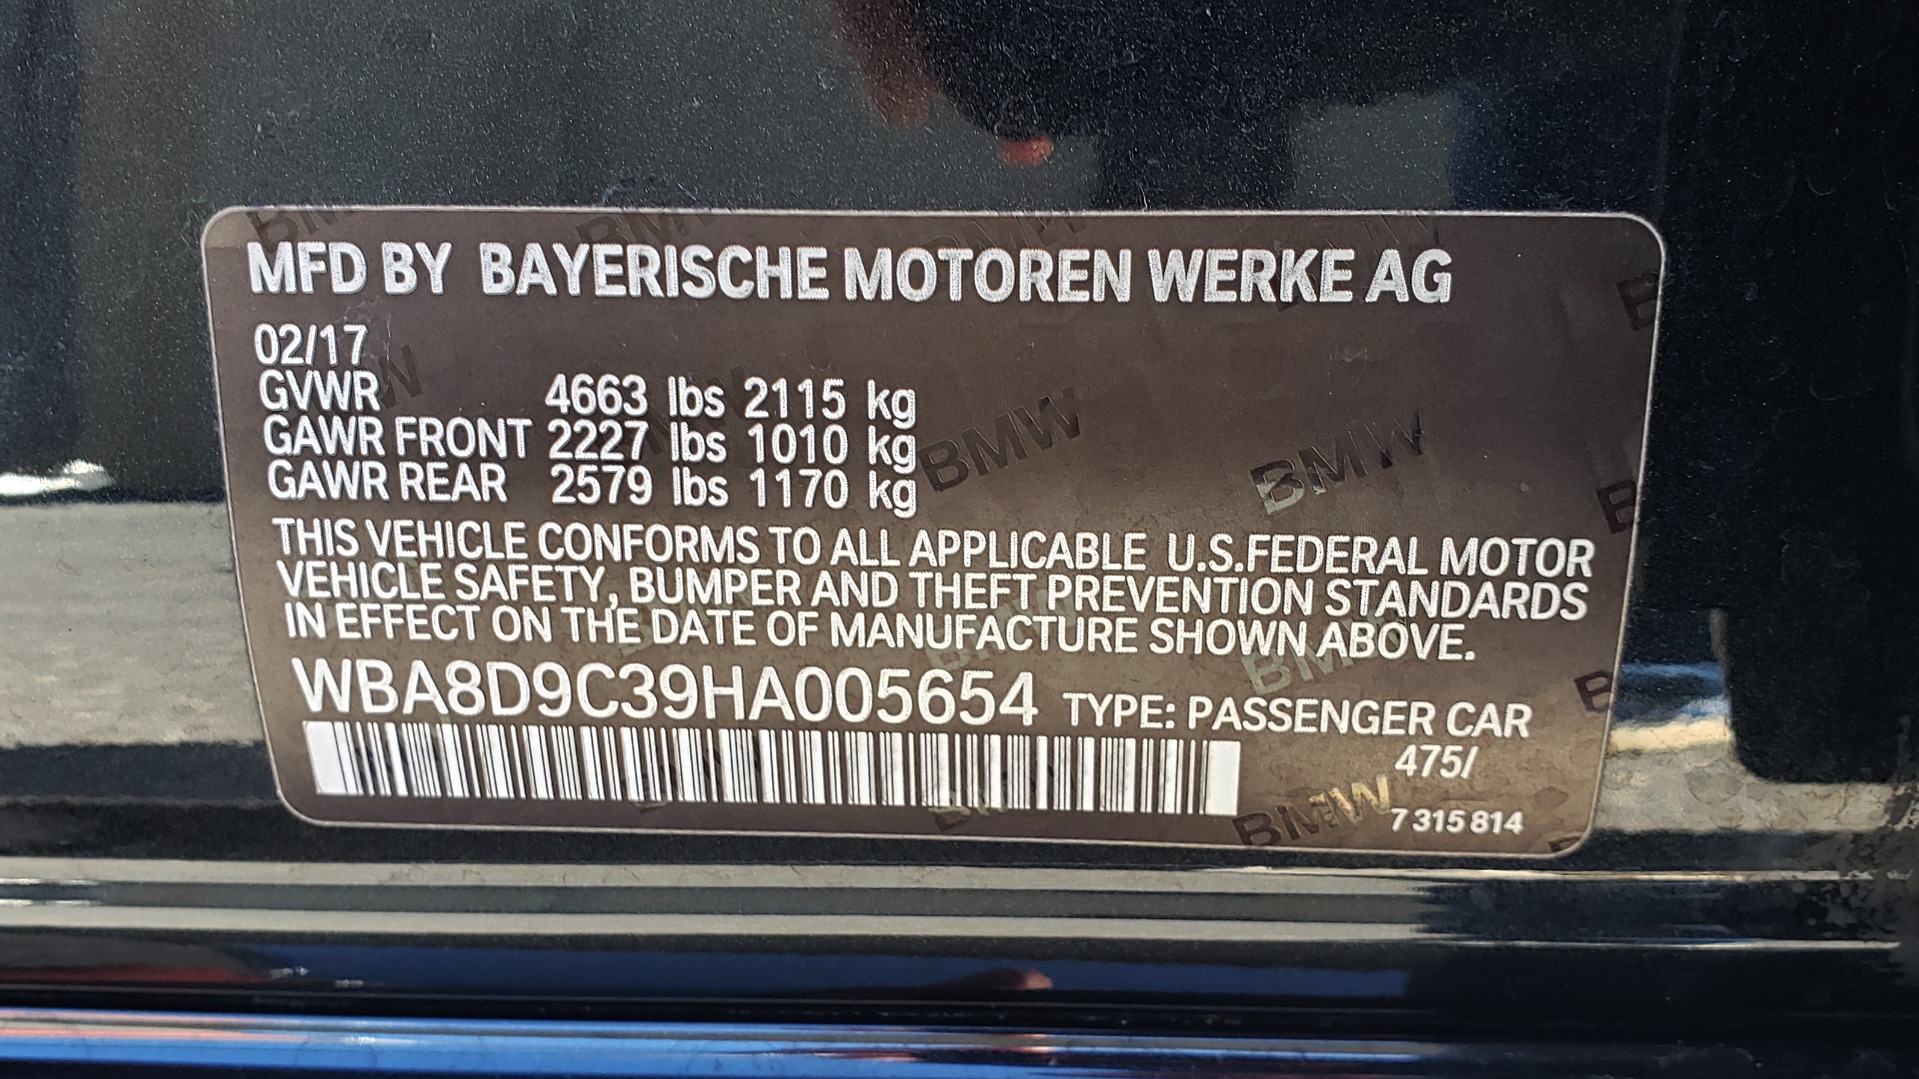 MFD BY BAYERISCHE MOTOREN WERKE AG
02/17
GVWR 4663 lbs 2115 kg
GAWR FRONT 2227 lbs 1010 kg
GAWR REAR 2579 lbs 1170 kg
THIS VEHICLE CONFORMS TO ALL APPLICABLE U.S.FEDERAL MOTOR
VEHICLE SAFETY, BUMPER AND THEFT PREVENTION STANDARDS
IN EFFECT ON THE DATE OF MANUFACTURE SHOWN ABOVE.
WBA8D9C39HA005654 TYPE: PASSENGER CAR
475/
7 315 814